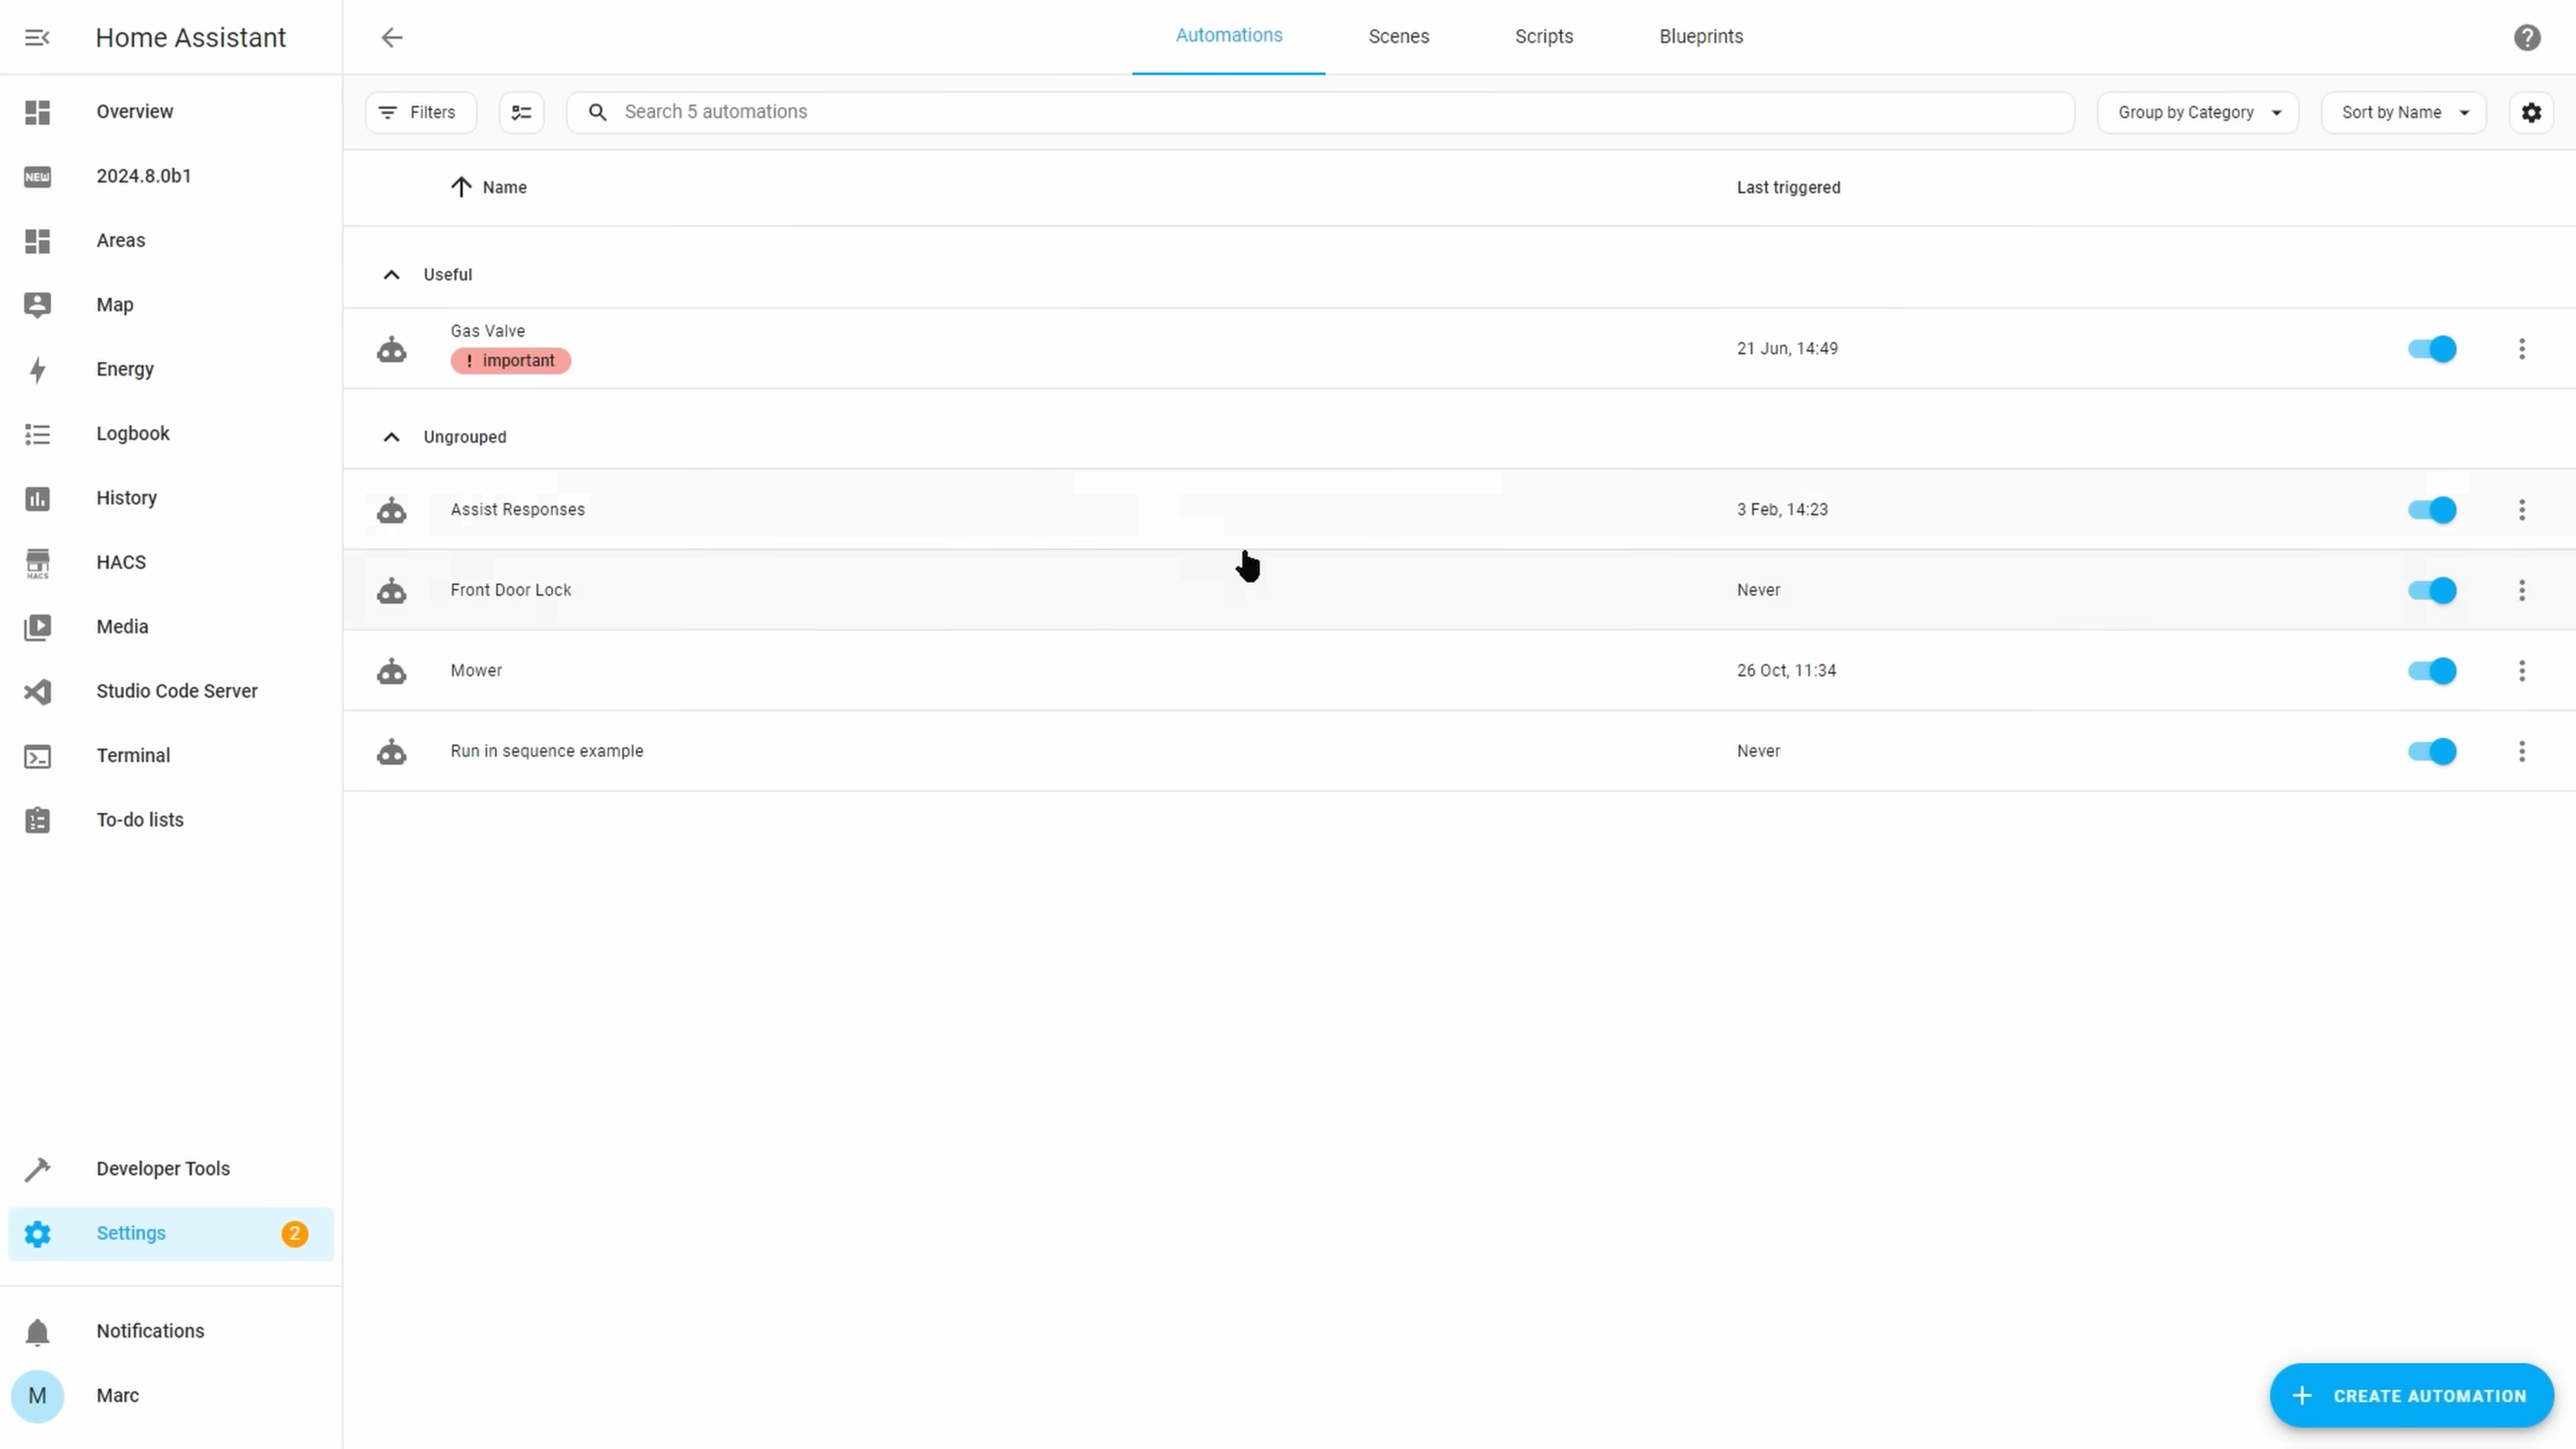 Home Assistant
Automations
Scenes
Scripts
Blueprints
Overview
NEW 2024.8.0b1
Areas
Map
Energy
Logbook
History
HACS HACS
Media
Studio Code Server
Terminal
To-do lists
Developer Tools
Settings 2
Notifications
M Marc
Filters
Search 5 automations
Group by Category
Sort by Name
Name Last triggered
Useful
Gas Valve
! important
21 Jun, 14:49
Ungrouped
Assist Responses 3 Feb, 14:23
Front Door Lock Never
Mower 26 Oct, 11:34
Run in sequence example Never
+ CREATE AUTOMATION